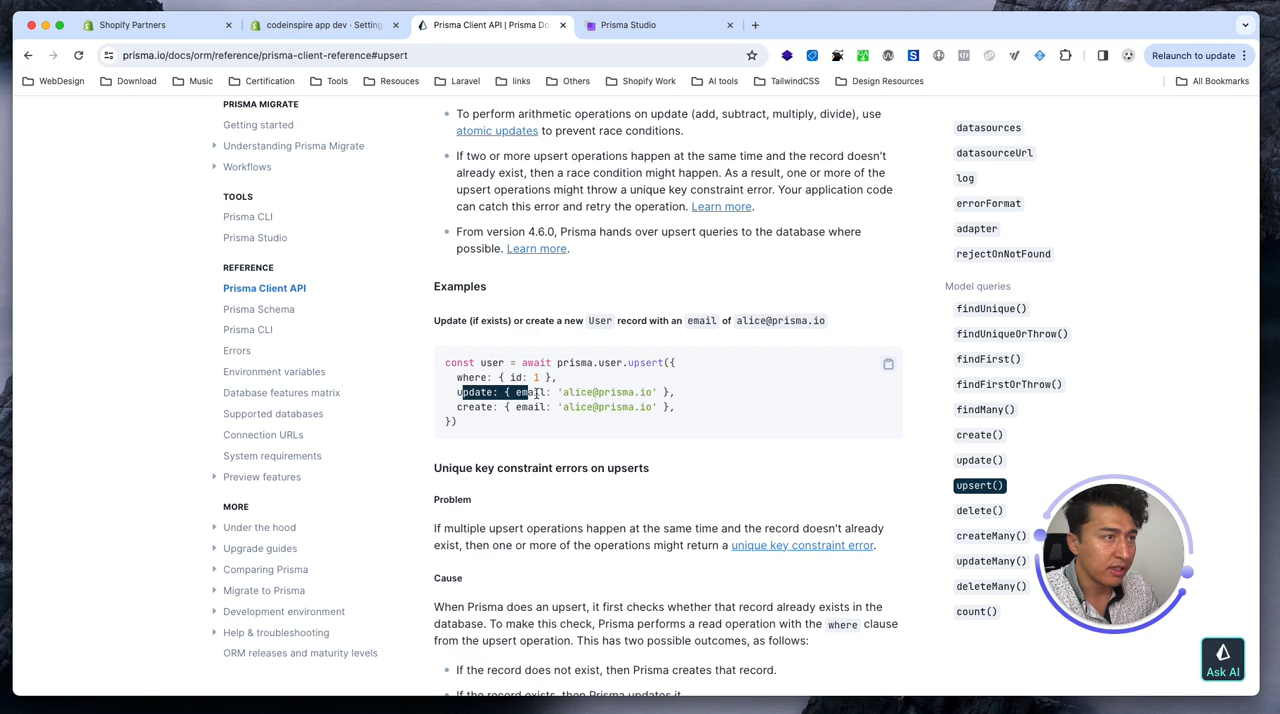 Shopify Partners
codeinspire app dev · Setting
Prisma Client API | Prisma Do
Prisma Studio
prisma.io/docs/orm/reference/prisma-client-reference#upsert
Relaunch to update
WebDesign
Download
Music
Certification
Tools
Resouces
Laravel
links
Others
Shopify Work
AI tools
TailwindCSS
Design Resources
All Bookmarks
PRISMA MIGRATE
Getting started
Understanding Prisma Migrate
Workflows
TOOLS
Prisma CLI
Prisma Studio
REFERENCE
Prisma Client API
Prisma Schema
Prisma CLI
Errors
Environment variables
Database features matrix
Supported databases
Connection URLs
System requirements
Preview features
MORE
Under the hood
Upgrade guides
Comparing Prisma
Migrate to Prisma
Development environment
Help & troubleshooting
ORM releases and maturity levels
To perform arithmetic operations on update (add, subtract, multiply, divide), use
atomic updates to prevent race conditions.
If two or more upsert operations happen at the same time and the record doesn't
already exist, then a race condition might happen. As a result, one or more of the
upsert operations might throw a unique key constraint error. Your application code
can catch this error and retry the operation. Learn more.
From version 4.6.0, Prisma hands over upsert queries to the database where
possible. Learn more.
Examples
Update (if exists) or create a new User record with an email of alice@prisma.io
const user = await prisma.user.upsert({
where: { id: 1 },
update: { email: 'alice@prisma.io' },
create: { email: 'alice@prisma.io' },
})
Unique key constraint errors on upserts
Problem
If multiple upsert operations happen at the same time and the record doesn't already
exist, then one or more of the operations might return a unique key constraint error.
Cause
When Prisma does an upsert, it first checks whether that record already exists in the
database. To make this check, Prisma performs a read operation with the where clause
from the upsert operation. This has two possible outcomes, as follows:
If the record does not exist, then Prisma creates that record.
If the record exists, then Prisma updates it.
datasources
datasourceUrl
log
errorFormat
adapter
rejectOnNotFound
Model queries
findUnique()
findUniqueOrThrow()
findFirst()
findFirstOrThrow()
findMany()
create()
update()
upsert()
delete()
createMany()
updateMany()
deleteMany()
count()
Ask AI